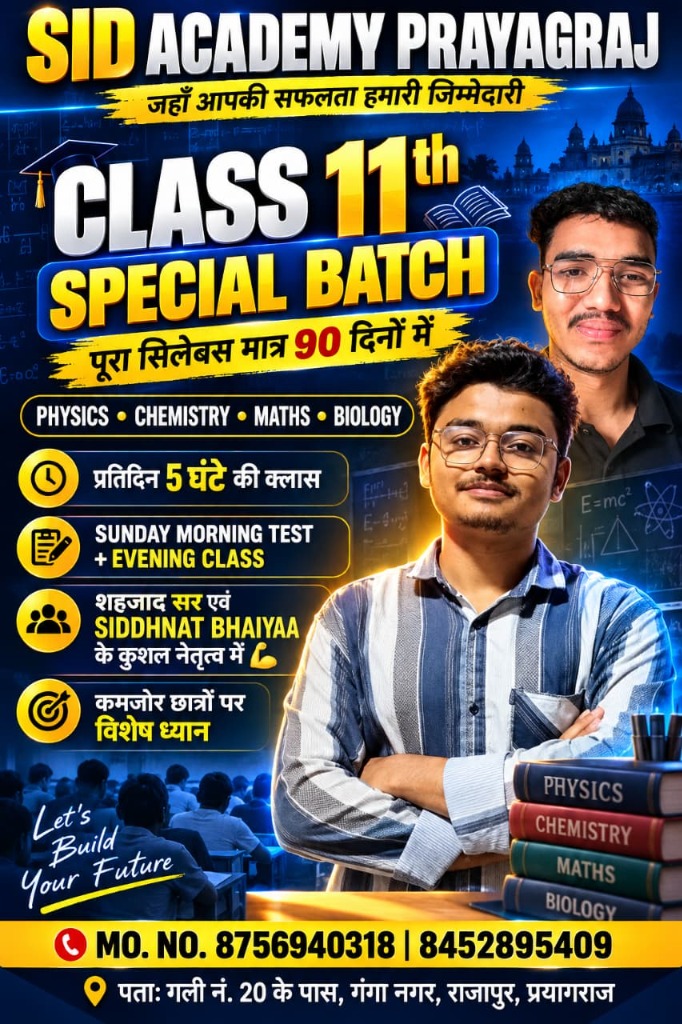 SID ACADEMY PRAYAGRAJ
जहाँ आपकी सफलता हमारी जिम्मेदारी
CLASS 11th
SPECIAL BATCH
पूरा सिलेबस मात्र 90 दिनों में
PHYSICS • CHEMISTRY • MATHS • BIOLOGY
प्रतिदिन 5 घंटे की क्लास
SUNDAY MORNING TEST
+ EVENING CLASS
शहजाद सर एवं
SIDDHNAT BHAIYAA
के कुशल नेतृत्व में 💪
कमजोर छात्रों पर
विशेष ध्यान
E=mc²
Let's
Build
Your Future
PHYSICS
CHEMISTRY
MATHS
BIOLOGY
MO. NO. 8756940318 | 8452895409
पता: गली नं. 20 के पास, गंगा नगर, राजापुर, प्रयागराज